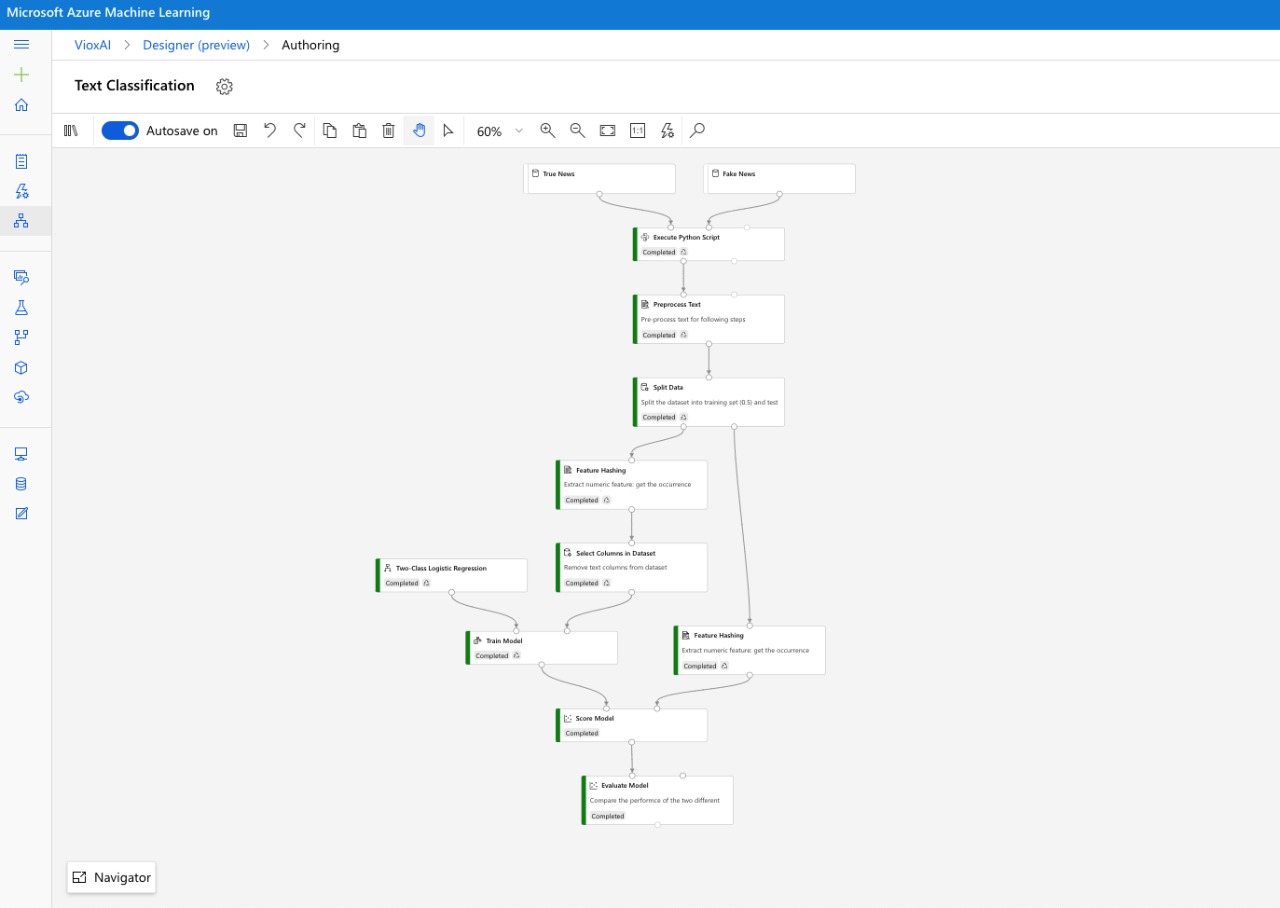 Microsoft Azure Machine Learning
VioxAI > Designer (preview) > Authoring
Text Classification
Autosave on
60%
1:1
True News
Fake News
Execute Python Script
Completed
Preprocess Text
Pre-process text for following steps
Completed
Split Data
Split the dataset into training set (0.5) and test
Completed
Feature Hashing
Extract numeric feature: get the occurrence
Completed
Select Columns in Dataset
Remove text columns from dataset
Completed
Two-Class Logistic Regression
Completed
Train Model
Completed
Feature Hashing
Extract numeric feature: get the occurrence
Completed
Score Model
Completed
Evaluate Model
Compare the performce of the two different
Completed
Navigator